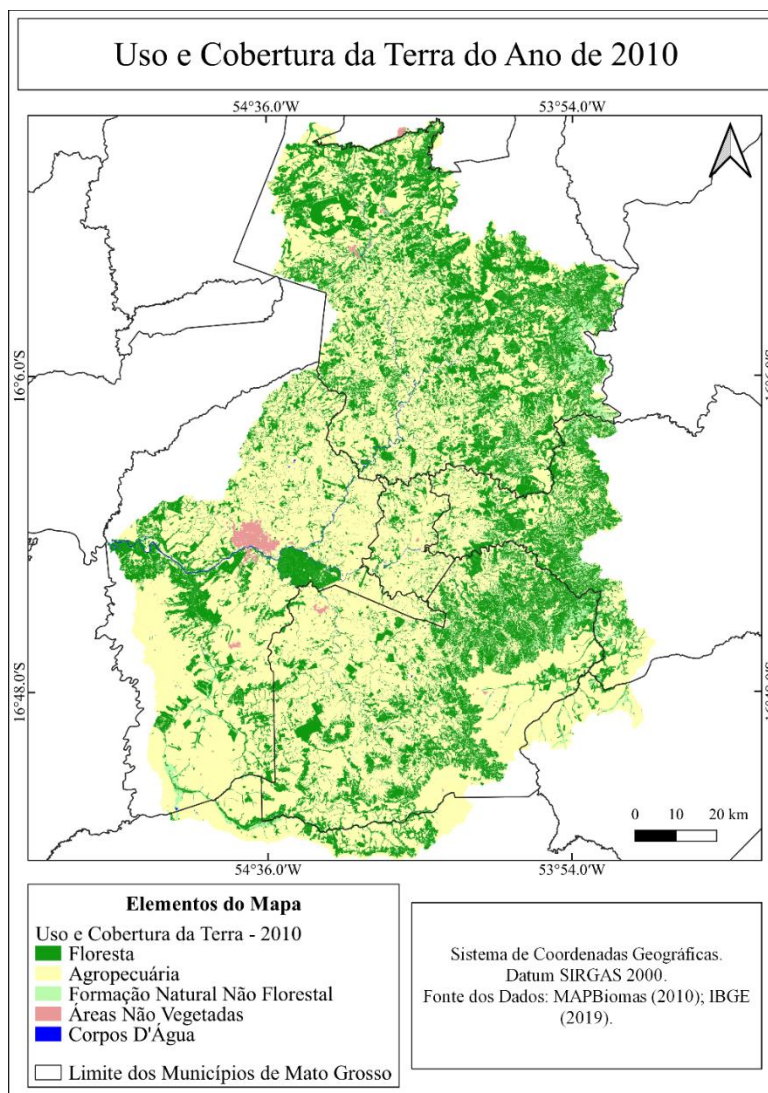 Uso e Cobertura da Terra do Ano de 2010
54°36.0'W
53°54.0'W
16°6.0'S
16°48.0'S
0 10 20 km
54°36.0'W
53°54.0'W
Elementos do Mapa
Uso e Cobertura da Terra - 2010
Floresta
Agropecuária
Formação Natural Não Florestal
Áreas Não Vegetadas
Corpos D'Água
Limite dos Municípios de Mato Grosso
Sistema de Coordenadas Geográficas.
Datum SIRGAS 2000.
Fonte dos Dados: MAPBiomas (2010); IBGE
(2019).